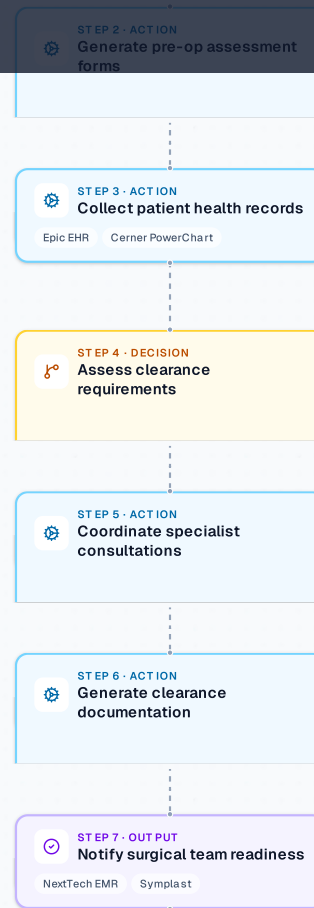 STEP 2 · ACTION
Generate pre-op assessment
forms
STEP 3 · ACTION
Collect patient health records
Epic EHR
Cerner PowerChart
STEP 4 · DECISION
Assess clearance
requirements
STEP 5 · ACTION
Coordinate specialist
consultations
STEP 6 · ACTION
Generate clearance
documentation
STEP 7 · OUTPUT
Notify surgical team readiness
NextTech EMR
Symplast